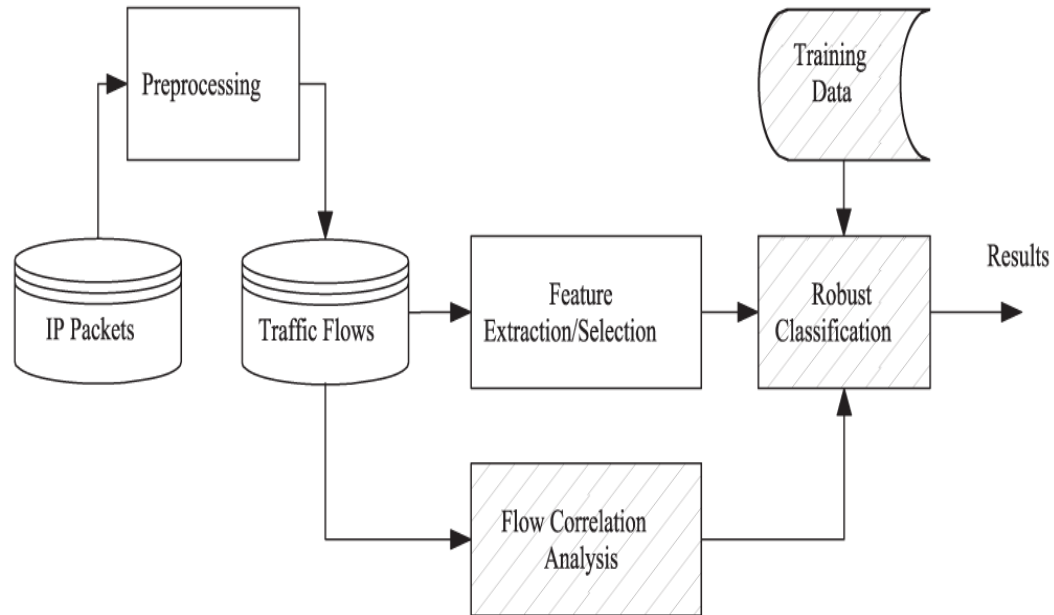 Preprocessing
Training
Data
IP Packets
Traffic Flows
Feature
Extraction/Selection
Robust
Classification
Results
Flow Correlation
Analysis